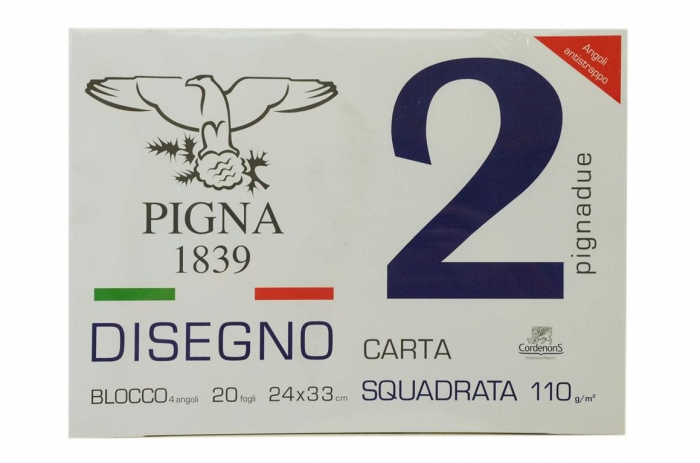 Angoli
antistrappo
PIGNA
1839
2
pignadue
DISEGNO
CARTA
CordenonS
BLOCCO 4 angoli 20 fogli 24x33 cm
SQUADRATA 110 g/m²